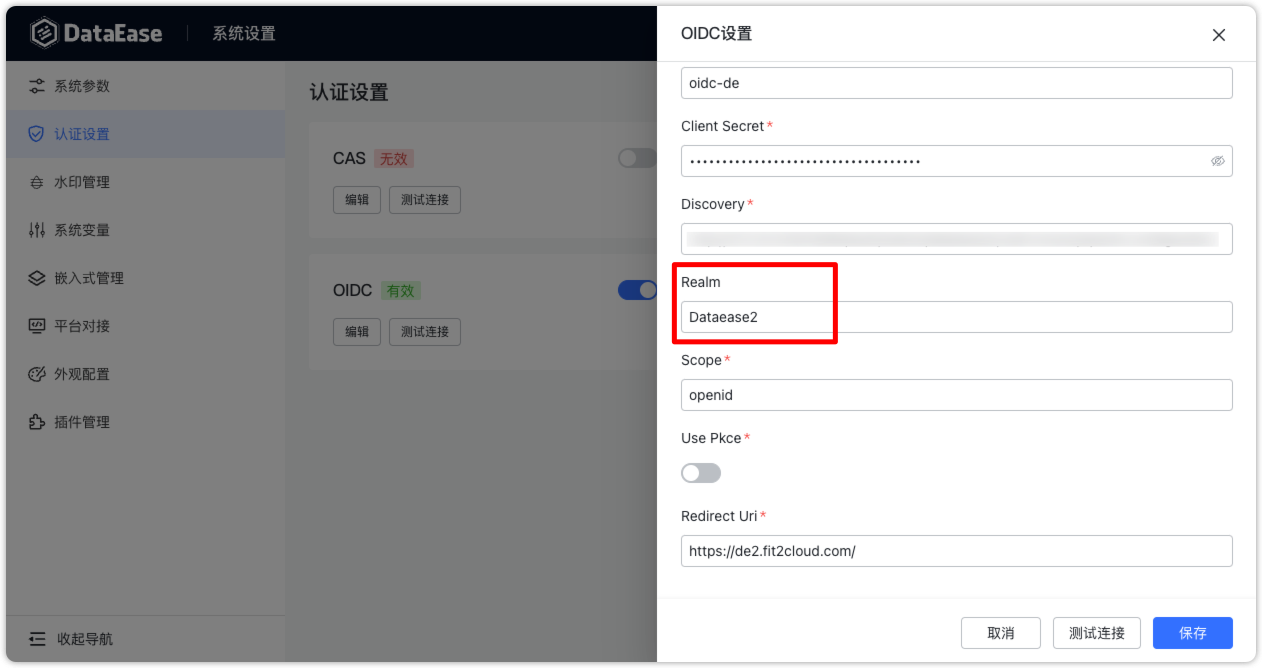 DataEase
系统设置
系统参数
认证设置
水印管理
系统变量
嵌入式管理
平台对接
外观配置
插件管理
收起导航
认证设置
CAS 无效
编辑 测试连接
OIDC 有效
编辑 测试连接
OIDC设置
oidc-de
Client Secret*
••••••••••••••••••••••••••••••••••••
Discovery*
Realm
Dataease2
Scope*
openid
Use Pkce*
Redirect Uri*
https://de2.fit2cloud.com/
取消 测试连接 保存